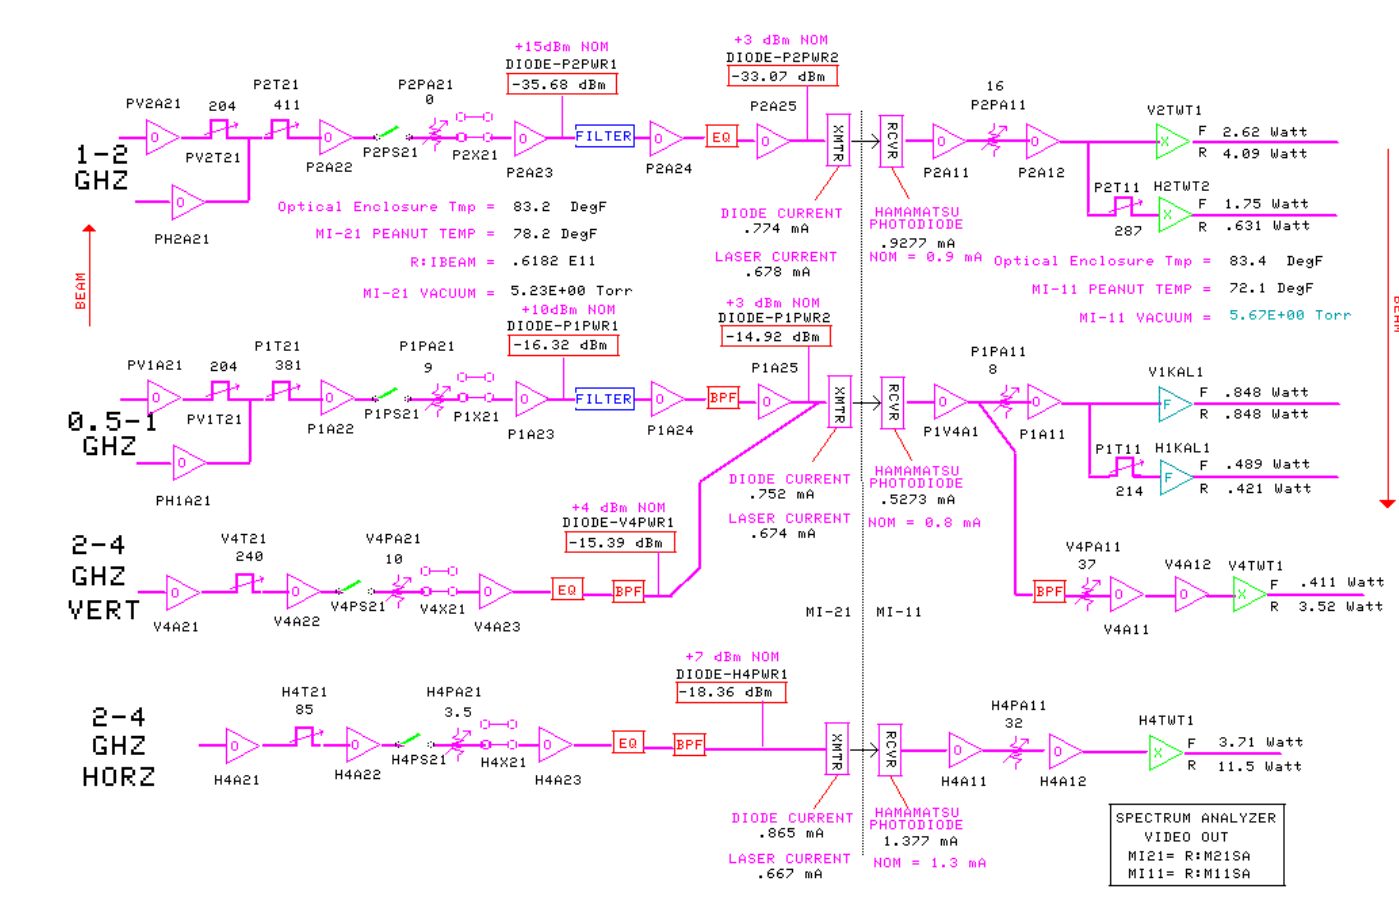 +15dBm NOM
DIODE-P2PWR1
-35.68 dBm
+3 dBm NOM
DIODE-P2PWR2
-33.07 dBm
PV2A21
204
P2T21
411
P2PA21
0
P2A25
16
P2PA11
V2TWT1
O
PV2T21
O
P2A22
P2PS21
P2X21
O
P2A23
FILTER
O
P2A24
EQ
O
XMTR
RCVR
O
P2A11
O
P2A12
X
F 2.62 Watt
R 4.09 Watt
1-2
GHZ
O
PH2A21
P2T11
287
H2TWT2
X
F 1.75 Watt
R .631 Watt
Optical Enclosure Tmp = 83.2 DegF
MI-21 PEANUT TEMP = 78.2 DegF
R:IBEAM = .6182 E11
MI-21 VACUUM = 5.23E+00 Torr
DIODE CURRENT
.774 mA
LASER CURRENT
.678 mA
HAMAMATSU
PHOTODIODE
.9277 mA
NOM = 0.9 mA
Optical Enclosure Tmp = 83.4 DegF
MI-11 PEANUT TEMP = 72.1 DegF
MI-11 VACUUM = 5.67E+00 Torr
BEAM
BEAM
+10dBm NOM
DIODE-P1PWR1
-16.32 dBm
+3 dBm NOM
DIODE-P1PWR2
-14.92 dBm
PV1A21
204
P1T21
381
P1PA21
9
P1A25
P1PA11
8
V1KAL1
O
PV1T21
O
P1A22
P1PS21
P1X21
O
P1A23
FILTER
O
P1A24
BPF
O
XMTR
RCVR
O
P1V4A1
O
P1A11
F
F .848 Watt
R .848 Watt
0.5-1
GHZ
O
PH1A21
P1T11
214
H1KAL1
F
F .489 Watt
R .421 Watt
DIODE CURRENT
.752 mA
LASER CURRENT
.674 mA
HAMAMATSU
PHOTODIODE
.5273 mA
NOM = 0.8 mA
+4 dBm NOM
DIODE-V4PWR1
-15.39 dBm
2-4
GHZ
VERT
V4T21
240
V4PA21
10
O
V4A21
O
V4A22
V4PS21
V4X21
O
V4A23
EQ
BPF
MI-21
MI-11
BPF
V4PA11
37
O
V4A11
V4A12
O
V4TWT1
X
F .411 Watt
R 3.52 Watt
+7 dBm NOM
DIODE-H4PWR1
-18.36 dBm
2-4
GHZ
HORZ
H4T21
85
H4PA21
3.5
O
H4A21
O
H4A22
H4PS21
H4X21
O
H4A23
EQ
BPF
XMTR
RCVR
O
H4A11
H4PA11
32
O
H4A12
H4TWT1
X
F 3.71 Watt
R 11.5 Watt
DIODE CURRENT
.865 mA
LASER CURRENT
.667 mA
HAMAMATSU
PHOTODIODE
1.377 mA
NOM = 1.3 mA
SPECTRUM ANALYZER
VIDEO OUT
MI21= R:M21SA
MI11= R:M11SA